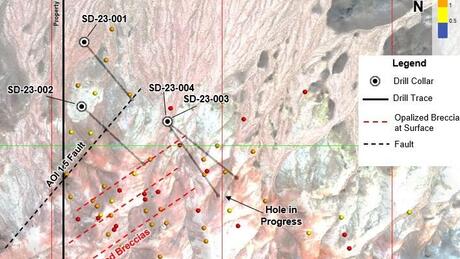 Property
SD-23-001
N
1
0.5
SD-23-002
SD-23-004
SD-23-003
Legend
Drill Collar
Drill Trace
Opalized Breccia
at Surface
Fault
AOI 1-5 Fault
Hole in
Progress
Breccias